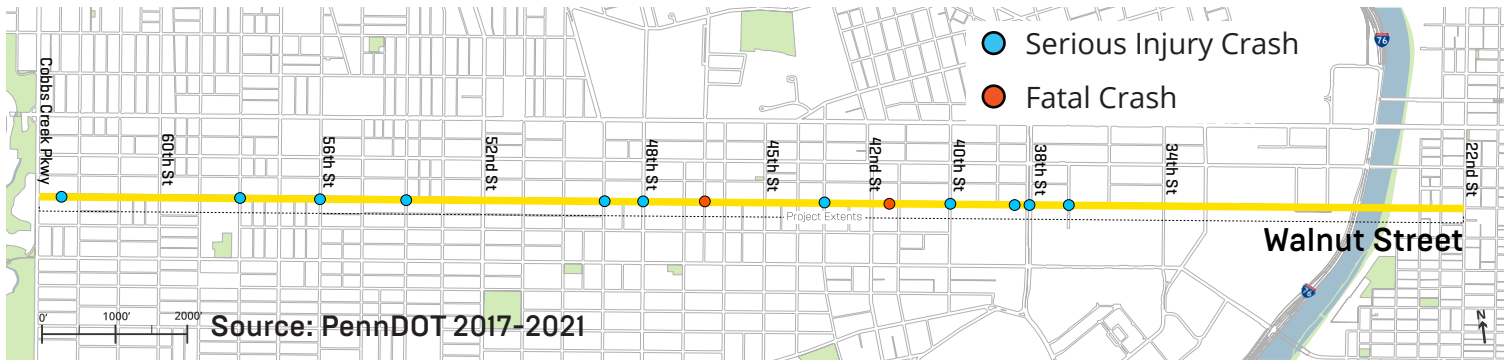 Serious Injury Crash
Fatal Crash
76
Cobbs Creek Pkwy
60th St
56th St
52nd St
48th St
45th St
42nd St
40th St
38th St
34th St
22nd St
Project Extents
Walnut Street
76
0'
1000'
2000'
Source: PennDOT 2017-2021
N